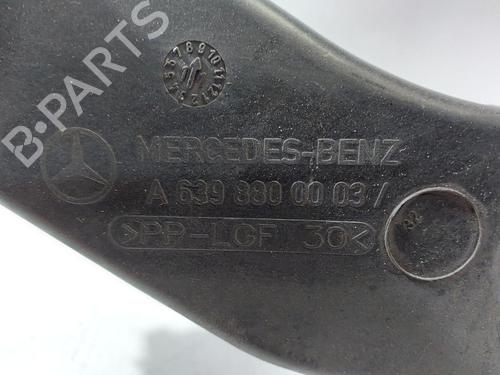 B-PARTS
MERCEDES-BENZ
A 639 880 00 03 /
>PP-LGF 30<